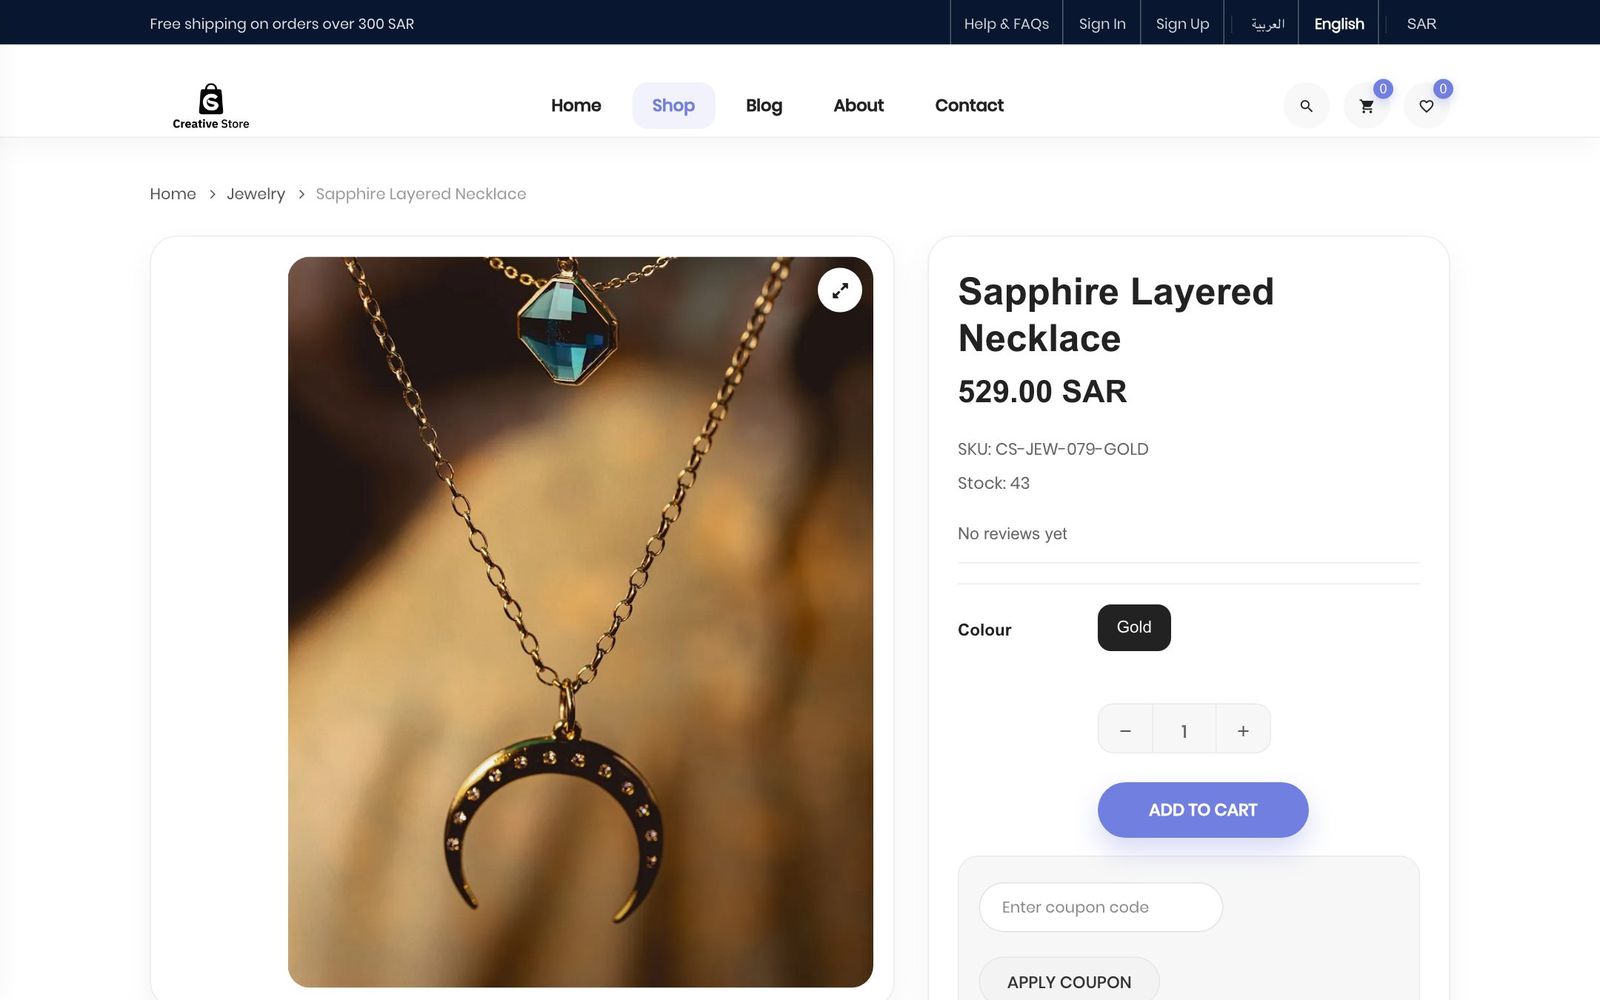 Free shipping on orders over 300 SAR
Help & FAQs
Sign In
Sign Up
العربية
English
SAR
Creative Store
Home
Shop
Blog
About
Contact
0
0
Home > Jewelry > Sapphire Layered Necklace
Sapphire Layered
Necklace
529.00 SAR
SKU: CS-JEW-079-GOLD
Stock: 43
No reviews yet
Colour
Gold
− 1 +
ADD TO CART
Enter coupon code
APPLY COUPON